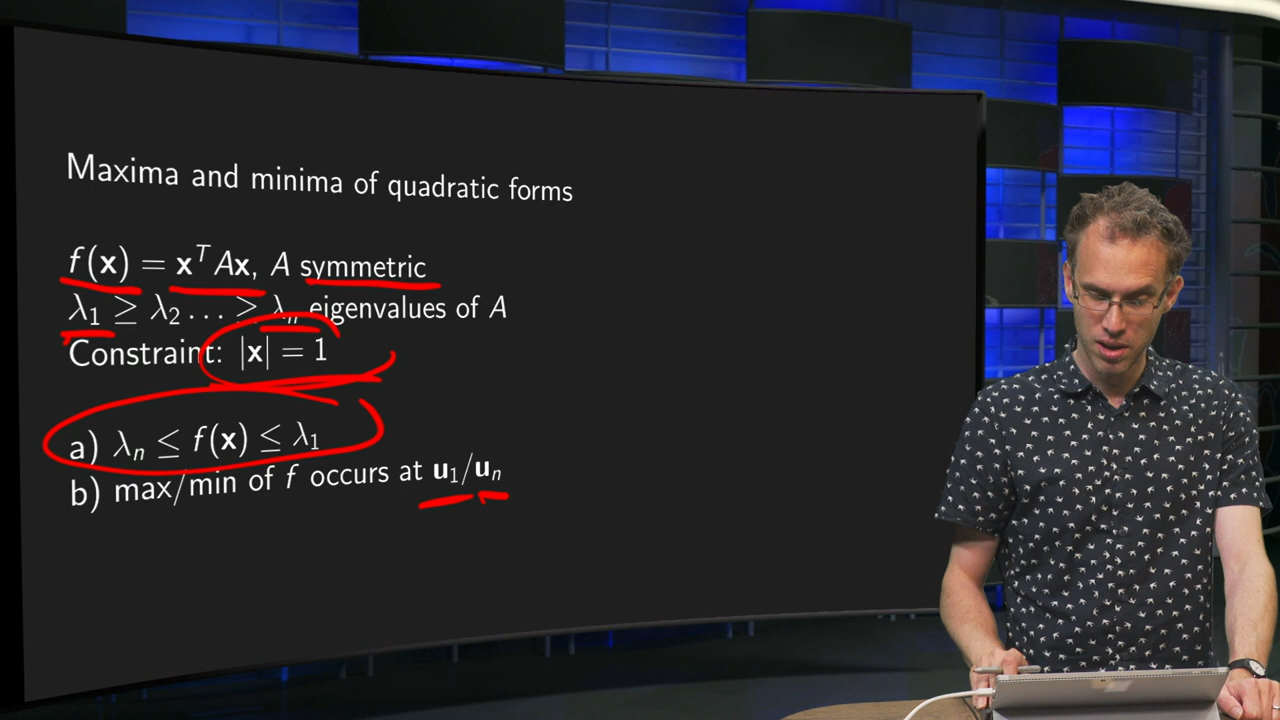 Maxima and minima of quadratic forms
f(x) = xᵀAx, A symmetric
λ₁ ≥ λ₂ … ≥ λₙ eigenvalues of A
Constraint: |x| = 1
a) λₙ ≤ f(x) ≤ λ₁
b) max/min of f occurs at u₁/uₙ